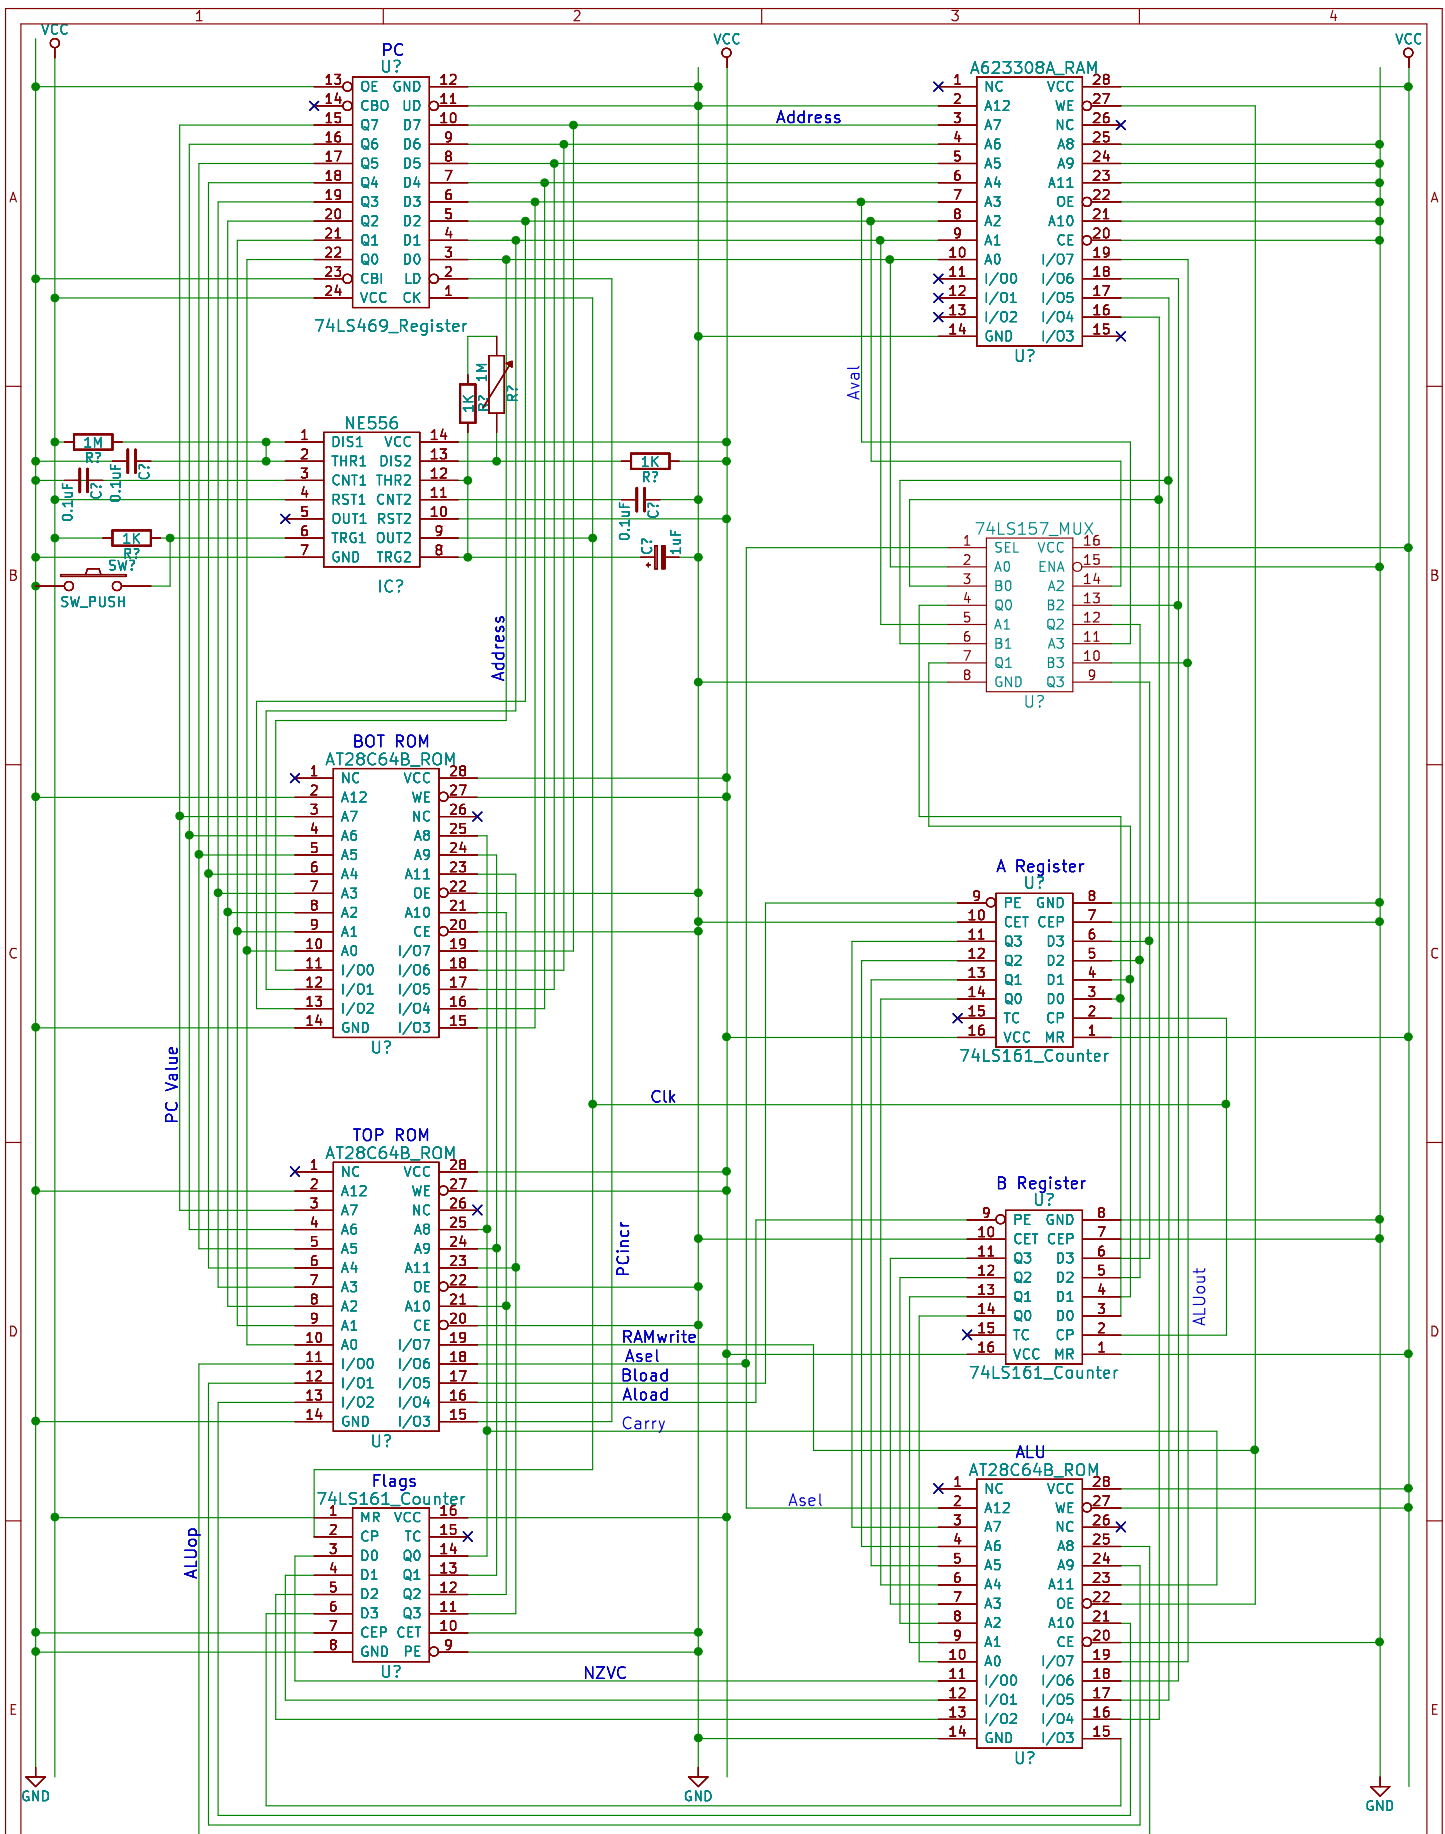 1 2 3 4
VCC VCC VCC
PC
U?
13 OE GND 12
14 CBO UD 11
15 Q7 D7 10
16 Q6 D6 9
17 Q5 D5 8
18 Q4 D4 7
19 Q3 D3 6
20 Q2 D2 5
21 Q1 D1 4
22 Q0 D0 3
23 CBI LD 2
24 VCC CK 1
74LS469_Register
Address
A623308A_RAM
1 NC VCC 28
2 A12 WE 27
3 A7 NC 26
4 A6 A8 25
5 A5 A9 24
6 A4 A11 23
7 A3 OE 22
8 A2 A10 21
9 A1 CE 20
10 A0 I/O7 19
11 I/O0 I/O6 18
12 I/O1 I/O5 17
13 I/O2 I/O4 16
14 GND I/O3 15
U?
A A
1K
R?
1M
R?
Aval
NE556
1 DIS1 VCC 14
2 THR1 DIS2 13
3 CNT1 THR2 12
4 RST1 CNT2 11
5 OUT1 RST2 10
6 TRG1 OUT2 9
7 GND TRG2 8
IC?
1M
R?
0.1uF
C?
0.1uF
C?
1K
R?
SW?
SW_PUSH
1K
R?
0.1uF
C?
C?
1uF
+
74LS157_MUX
1 SEL VCC 16
2 A0 ENA 15
3 B0 A2 14
4 Q0 B2 13
5 A1 Q2 12
6 B1 A3 11
7 Q1 B3 10
8 GND Q3 9
U?
B B
Address
BOT ROM
AT28C64B_ROM
1 NC VCC 28
2 A12 WE 27
3 A7 NC 26
4 A6 A8 25
5 A5 A9 24
6 A4 A11 23
7 A3 OE 22
8 A2 A10 21
9 A1 CE 20
10 A0 I/O7 19
11 I/O0 I/O6 18
12 I/O1 I/O5 17
13 I/O2 I/O4 16
14 GND I/O3 15
U?
A Register
U?
9 PE GND 8
10 CET CEP 7
11 Q3 D3 6
12 Q2 D2 5
13 Q1 D1 4
14 Q0 D0 3
15 TC CP 2
16 VCC MR 1
74LS161_Counter
C C
PC Value
Clk
TOP ROM
AT28C64B_ROM
1 NC VCC 28
2 A12 WE 27
3 A7 NC 26
4 A6 A8 25
5 A5 A9 24
6 A4 A11 23
7 A3 OE 22
8 A2 A10 21
9 A1 CE 20
10 A0 I/O7 19
11 I/O0 I/O6 18
12 I/O1 I/O5 17
13 I/O2 I/O4 16
14 GND I/O3 15
U?
PCincr
RAMwrite
Asel
Bload
Aload
Carry
B Register
U?
9 PE GND 8
10 CET CEP 7
11 Q3 D3 6
12 Q2 D2 5
13 Q1 D1 4
14 Q0 D0 3
15 TC CP 2
16 VCC MR 1
74LS161_Counter
ALUout
D D
Flags
74LS161_Counter
1 MR VCC 16
2 CP TC 15
3 D0 Q0 14
4 D1 Q1 13
5 D2 Q2 12
6 D3 Q3 11
7 CEP CET 10
8 GND PE 9
U?
ALUop
Asel
NZVC
ALU
AT28C64B_ROM
1 NC VCC 28
2 A12 WE 27
3 A7 NC 26
4 A6 A8 25
5 A5 A9 24
6 A4 A11 23
7 A3 OE 22
8 A2 A10 21
9 A1 CE 20
10 A0 I/O7 19
11 I/O0 I/O6 18
12 I/O1 I/O5 17
13 I/O2 I/O4 16
14 GND I/O3 15
U?
E E
GND GND GND